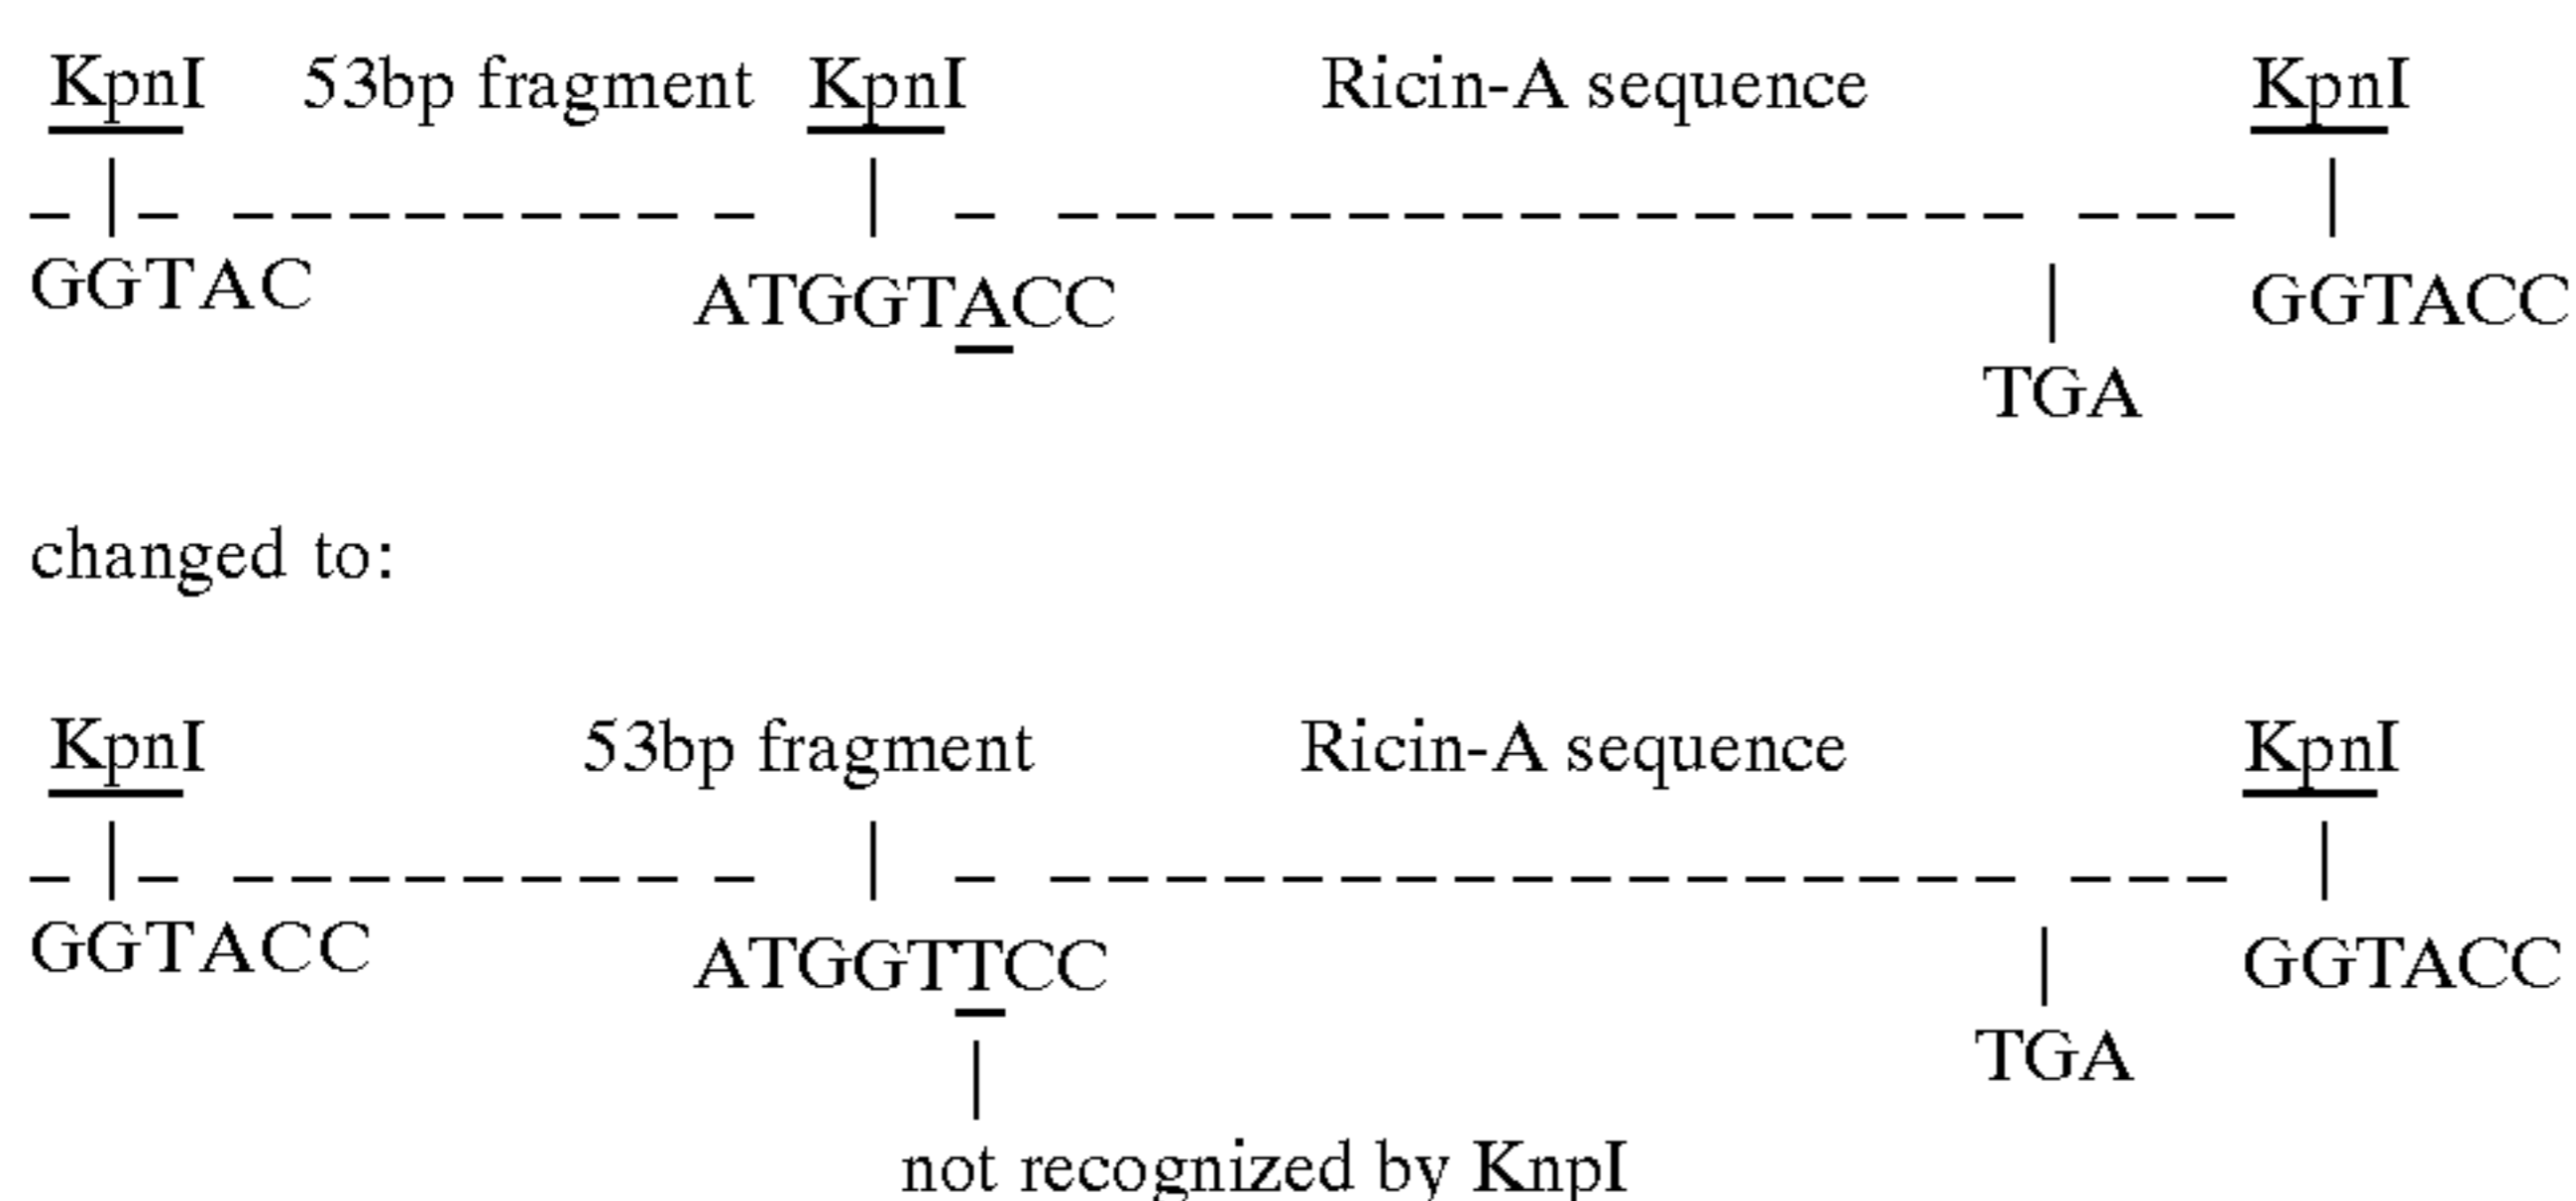 KpnI 53bp fragment KpnI Ricin-A sequence KpnI
GGTAC ATGGTACC GGTACC
TGA
changed to:
KpnI 53bp fragment Ricin-A sequence KpnI
GGTACC ATGGTTCC GGTACC
TGA
not recognized by KnpI